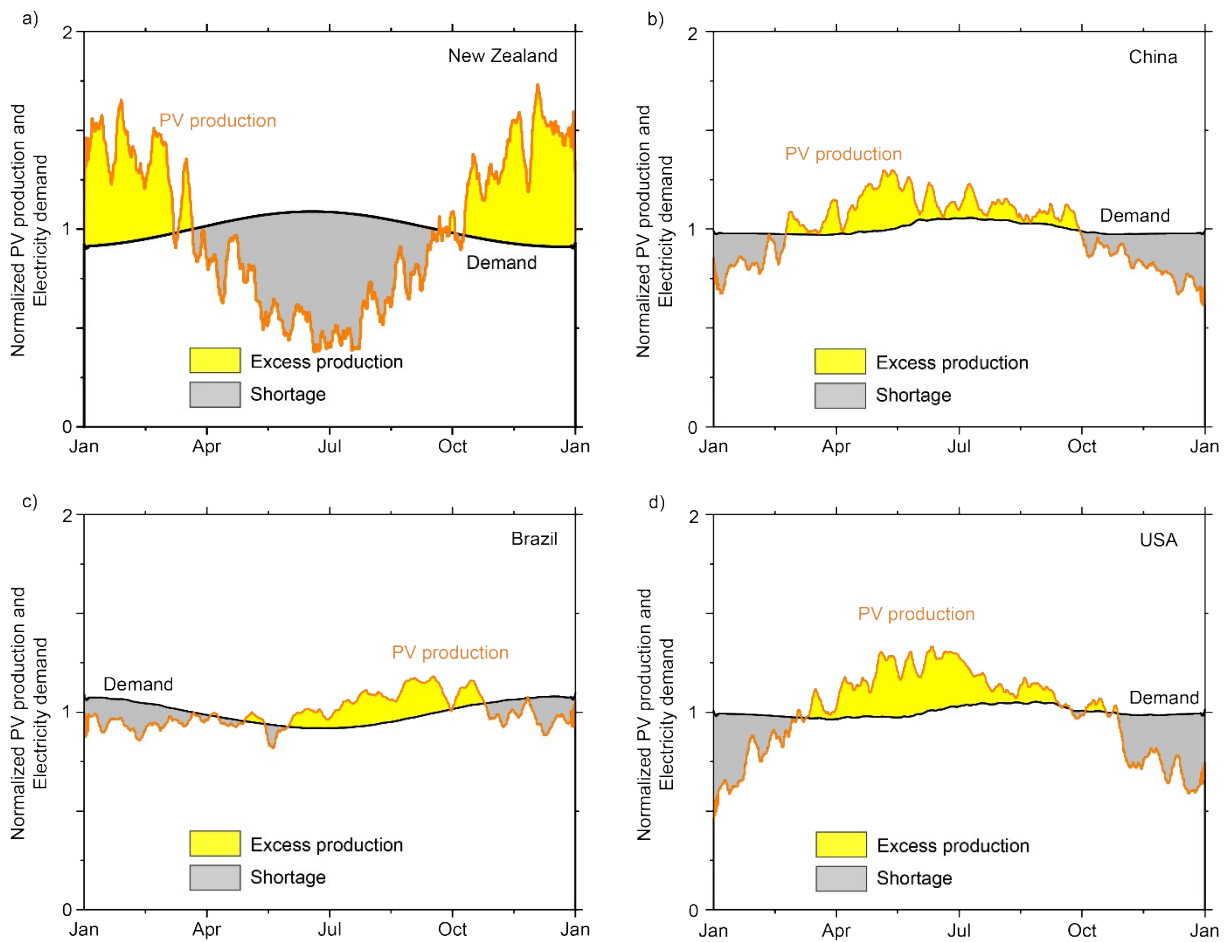 a)
New Zealand
PV production
Demand
Excess production
Shortage
Normalized PV production and
Electricity demand
2
1
0
Jan
Apr
Jul
Oct
Jan
b)
China
PV production
Demand
Excess production
Shortage
Normalized PV production and
Electricity demand
2
1
0
Jan
Apr
Jul
Oct
Jan
c)
Brazil
PV production
Demand
Excess production
Shortage
Normalized PV production and
Electricity demand
2
1
0
Jan
Apr
Jul
Oct
Jan
d)
USA
PV production
Demand
Excess production
Shortage
Normalized PV production and
Electricity demand
2
1
0
Jan
Apr
Jul
Oct
Jan